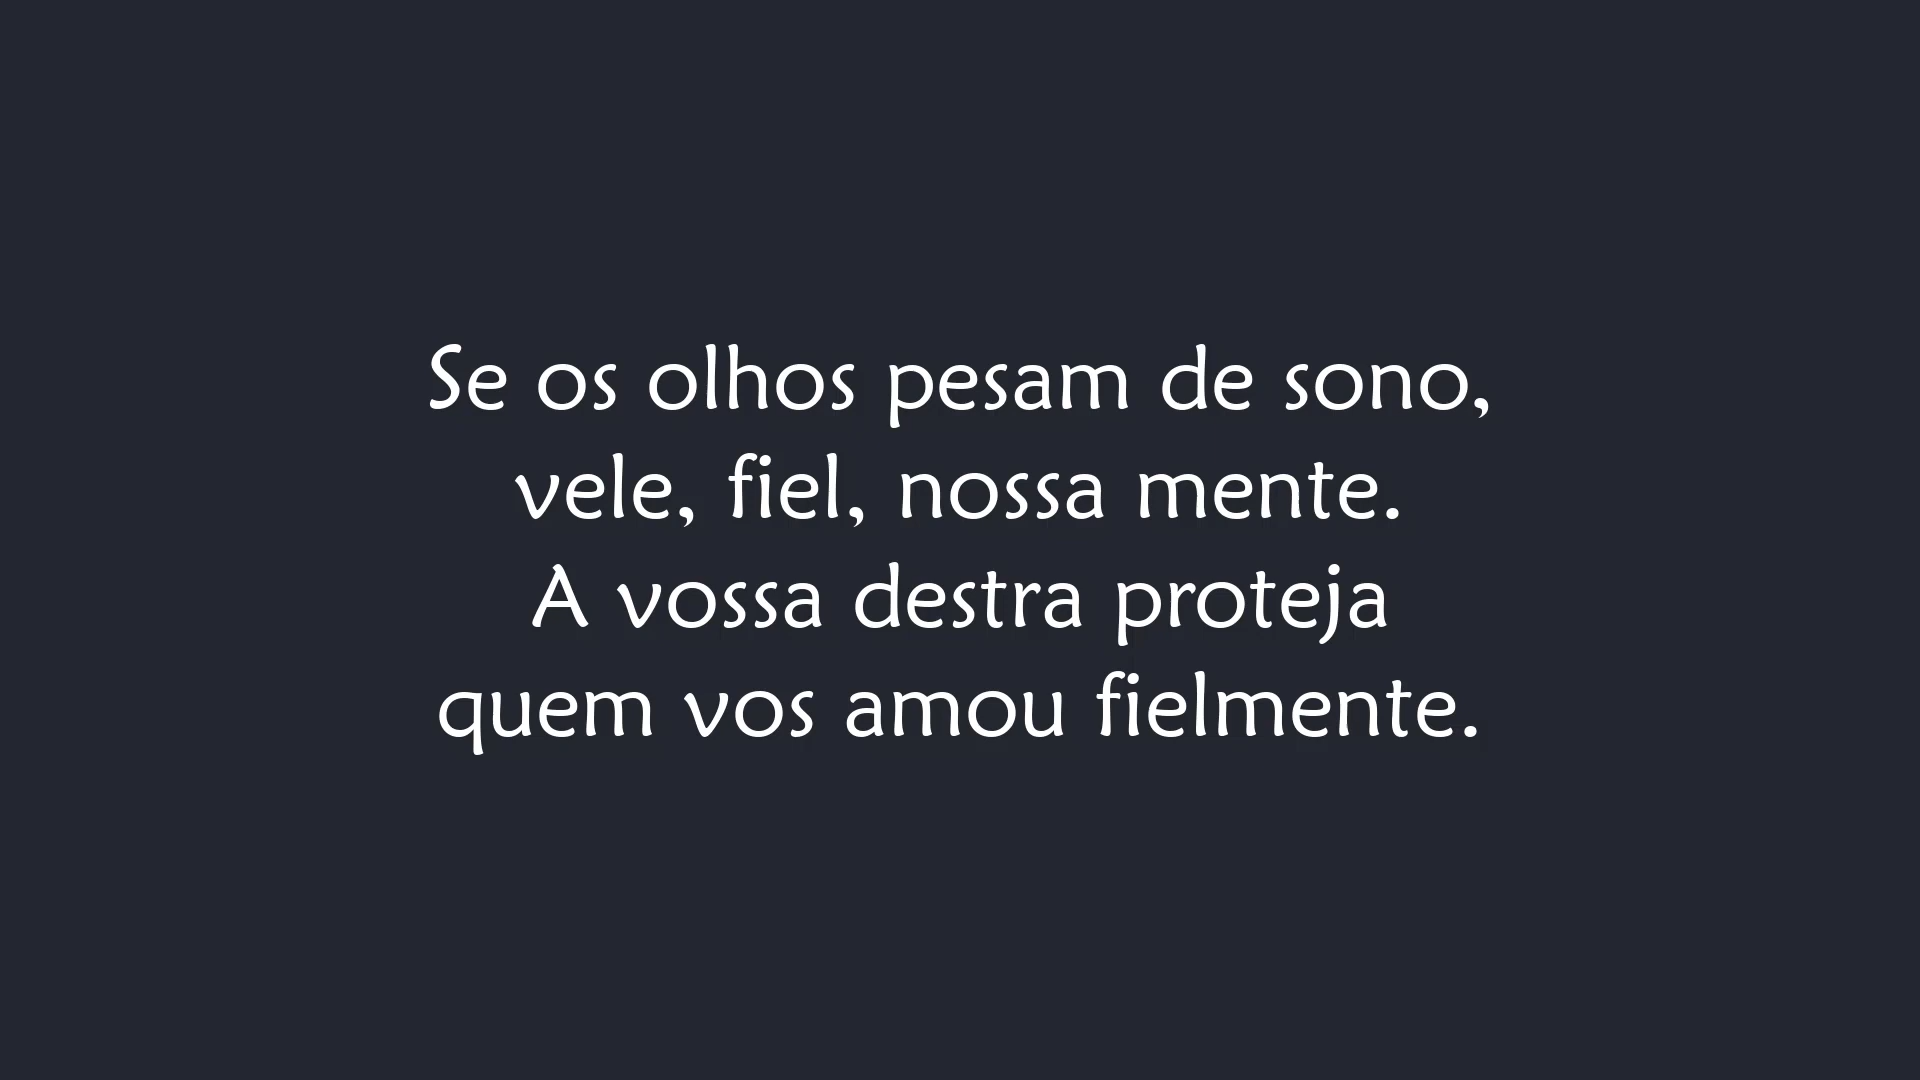 Se os olhos pesam de sono,
vele, fiel, nossa mente.
A vossa destra proteja
quem vos amou fielmente.